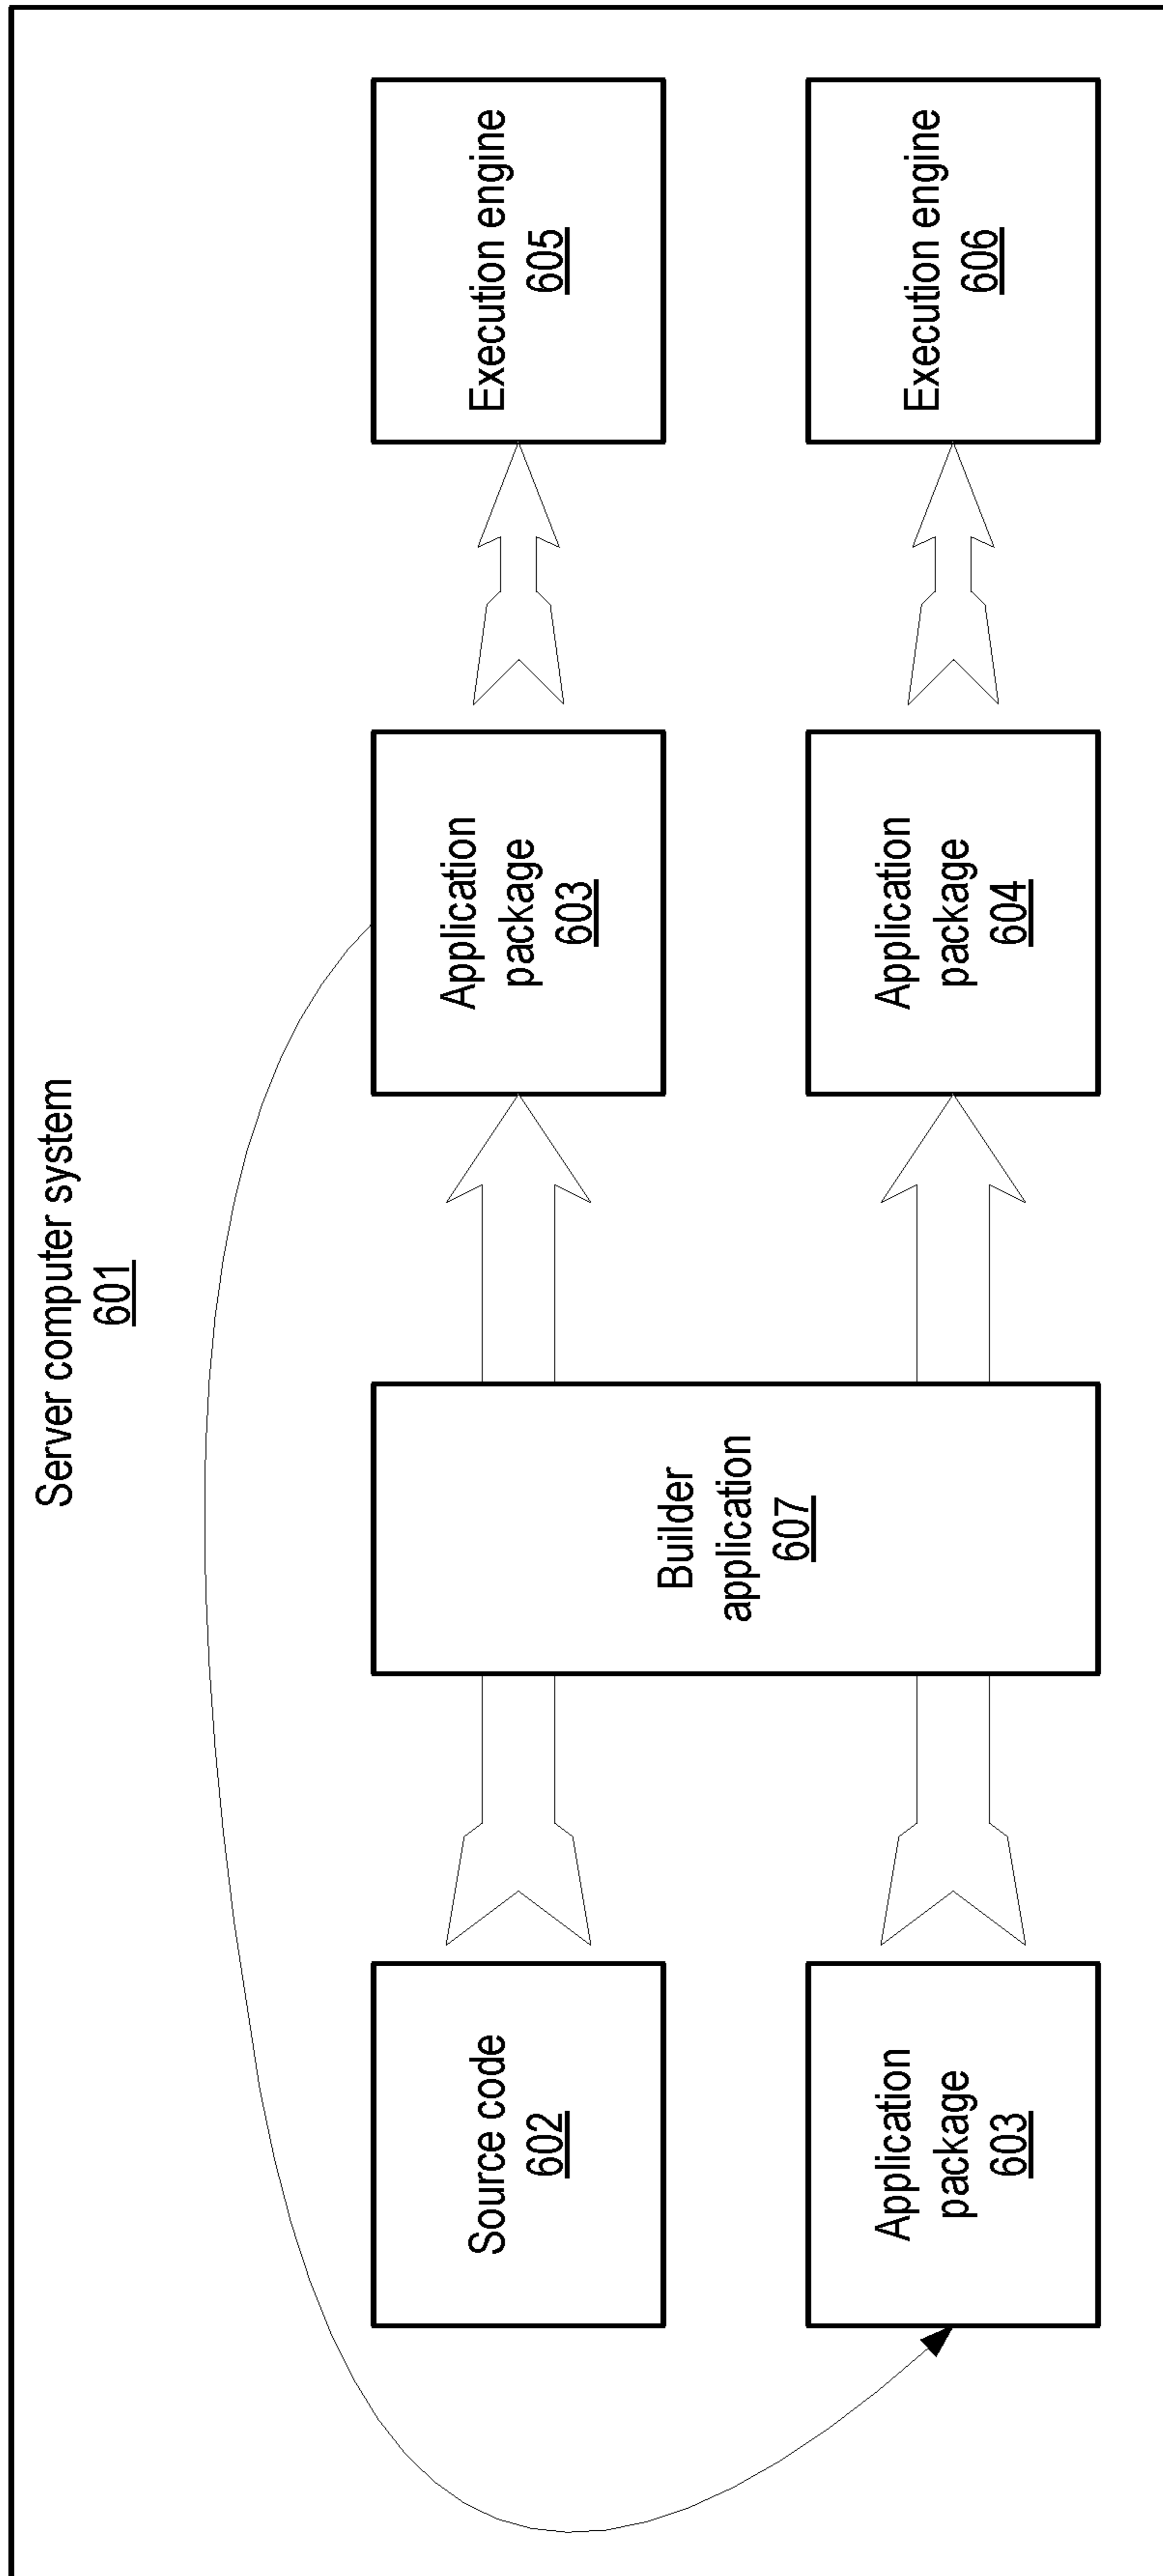 Server computer system
601
Source code
602
Builder
application
607
Application
package
603
Execution engine
605
Application
package
603
Application
package
604
Execution engine
606